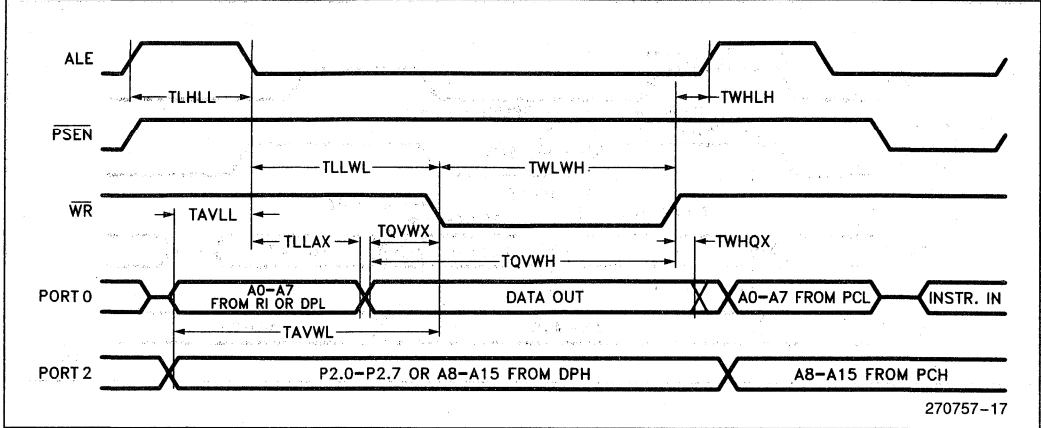 ALE
TLHLL
TWHLH
PSEN
TLLWL
TWLWH
WR
TAVLL
TQVWX
TLLAX
TWHQX
TQVWH
PORT 0
A0–A7
FROM RI OR DPL
DATA OUT
A0–A7 FROM PCL
INSTR. IN
TAVWL
PORT 2
P2.0–P2.7 OR A8–A15 FROM DPH
A8–A15 FROM PCH
270757–17